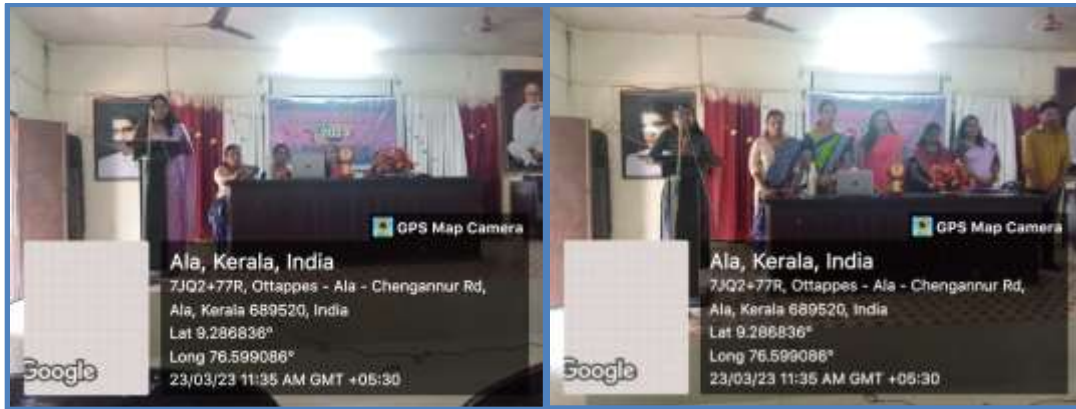 2023
GPS Map Camera
Ala, Kerala, India
7JQ2+77R, Ottappes - Ala - Chengannur Rd,
Ala, Kerala 689520, India
Lat 9.286836°
Long 76.599086°
23/03/23 11:35 AM GMT +05:30
Google
GPS Map Camera
Ala, Kerala, India
7JQ2+77R, Ottappes - Ala - Chengannur Rd,
Ala, Kerala 689520, India
Lat 9.286836°
Long 76.599086°
23/03/23 11:35 AM GMT +05:30
Google